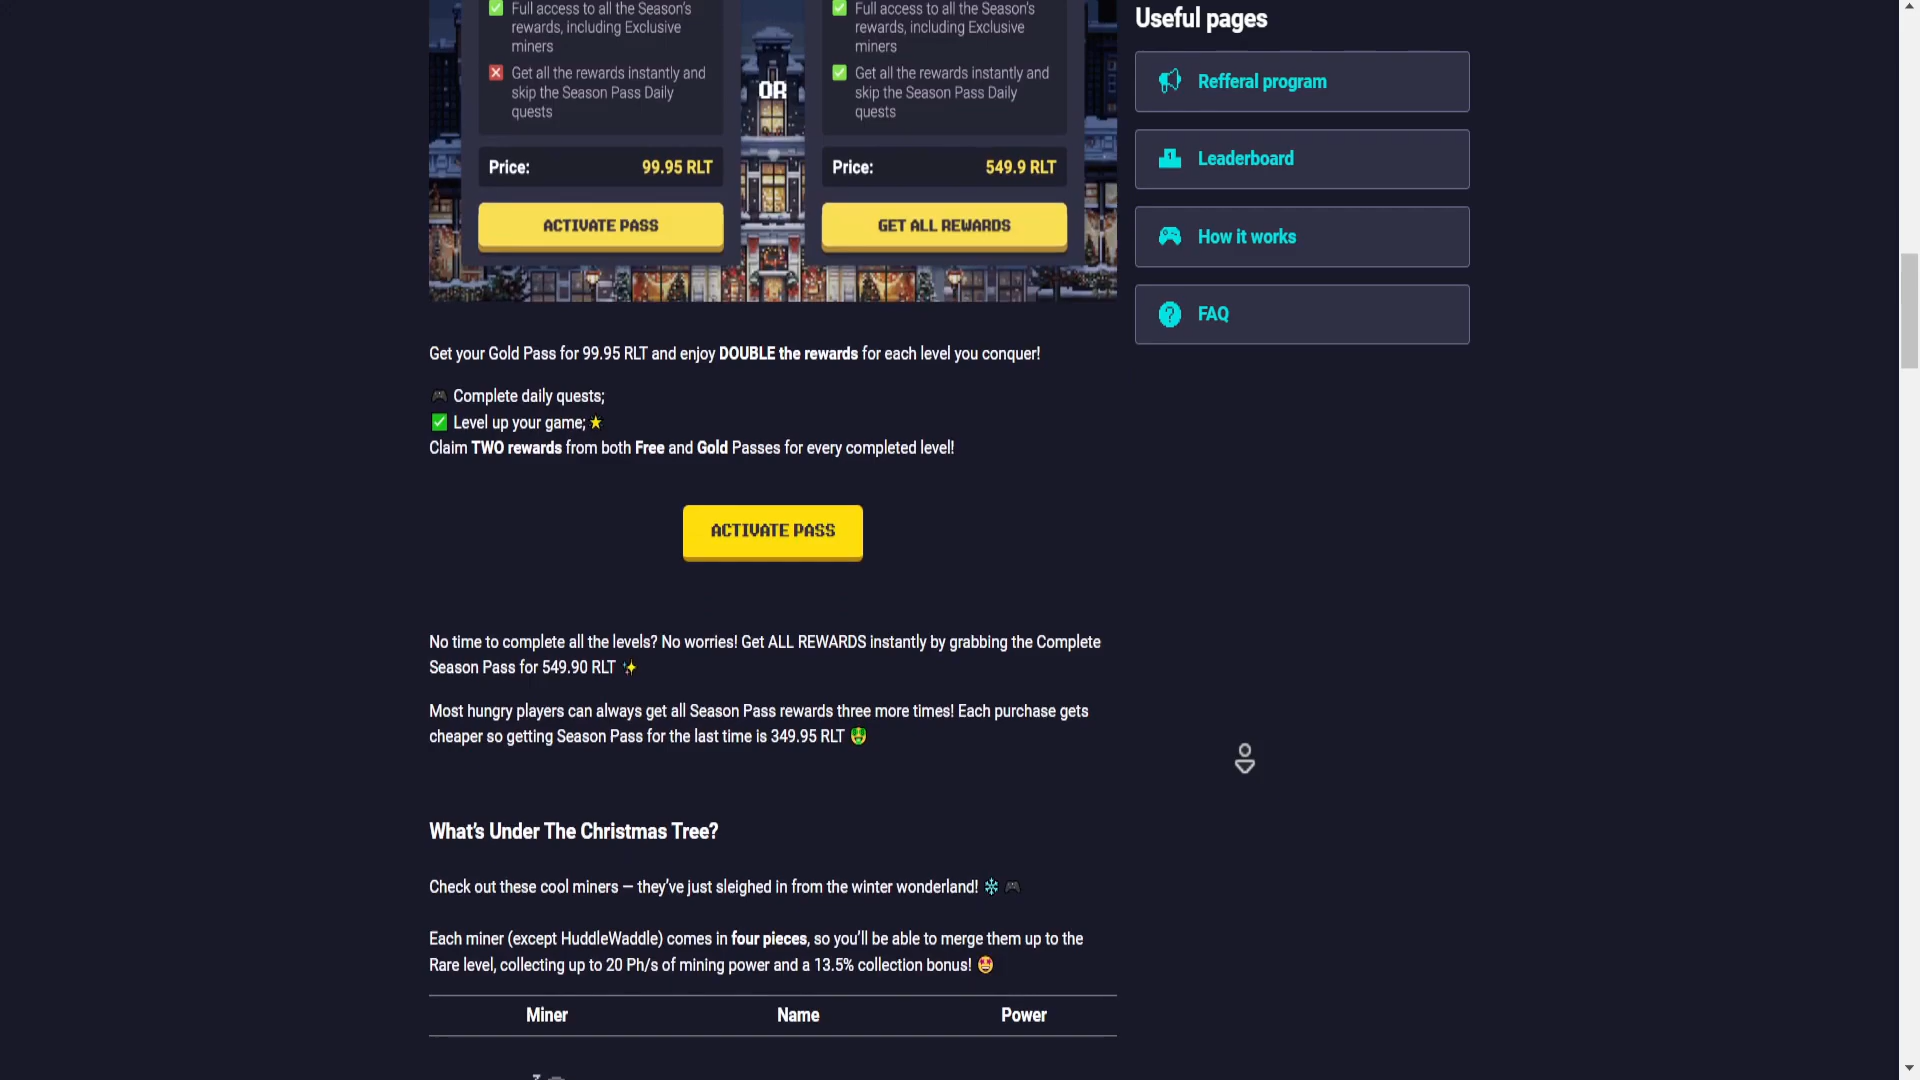 Full access to all the Season's
rewards, including Exclusive
miners
Get all the rewards instantly and
skip the Season Pass Daily
quests
Price: 99.95 RLT
ACTIVATE PASS
OR
Full access to all the Season's
rewards, including Exclusive
miners
Get all the rewards instantly and
skip the Season Pass Daily
quests
Price: 549.9 RLT
GET ALL REWARDS
Get your Gold Pass for 99.95 RLT and enjoy DOUBLE the rewards for each level you conquer!
🎮 Complete daily quests;
✅ Level up your game;⭐
Claim TWO rewards from both Free and Gold Passes for every completed level!
ACTIVATE PASS
No time to complete all the levels? No worries! Get ALL REWARDS instantly by grabbing the Complete
Season Pass for 549.90 RLT ✨
Most hungry players can always get all Season Pass rewards three more times! Each purchase gets
cheaper so getting Season Pass for the last time is 349.95 RLT 🤑
What's Under The Christmas Tree?
Check out these cool miners — they've just sleighed in from the winter wonderland! ❄️ 🎮
Each miner (except HuddleWaddle) comes in four pieces, so you'll be able to merge them up to the
Rare level, collecting up to 20 Ph/s of mining power and a 13.5% collection bonus! 🤩
Miner Name Power
Useful pages
Refferal program
Leaderboard
How it works
FAQ